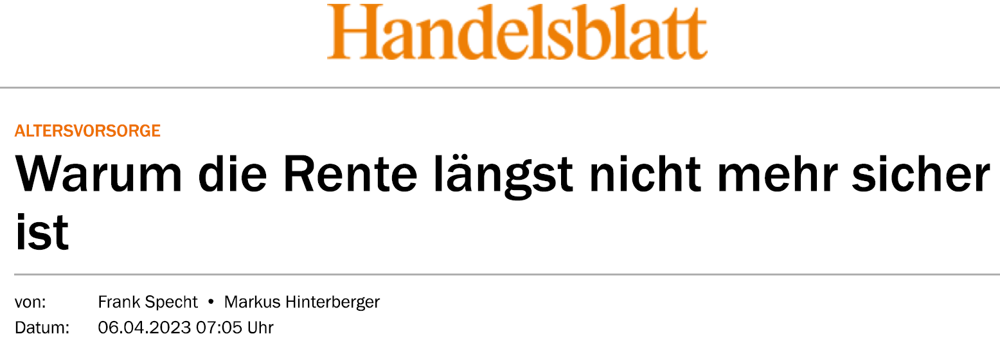 Handelsblatt
ALTERSVORSORGE
Warum die Rente längst nicht mehr sicher
ist
von: Frank Specht • Markus Hinterberger
Datum: 06.04.2023 07:05 Uhr